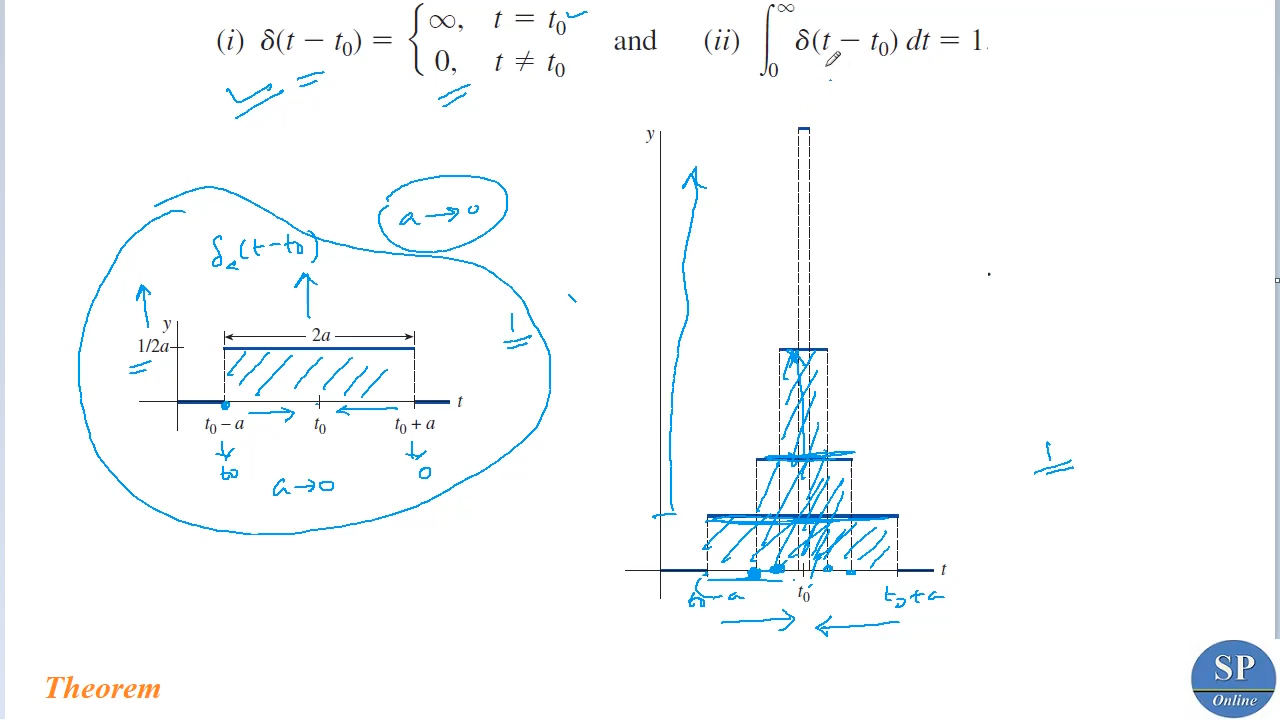 (i) δ(t − t₀) = { ∞, t = t₀ and (ii) ∫₀^∞ δ(t − t₀) dt = 1.
0, t ≠ t₀
a → 0
δₐ(t − t₀)
y
2a
1
1/2a
t
t₀ − a t₀ t₀ + a
t₀ 0
a → 0
y
1
t
t₀
t₀ − a t₀ + a
Theorem
SP
Online